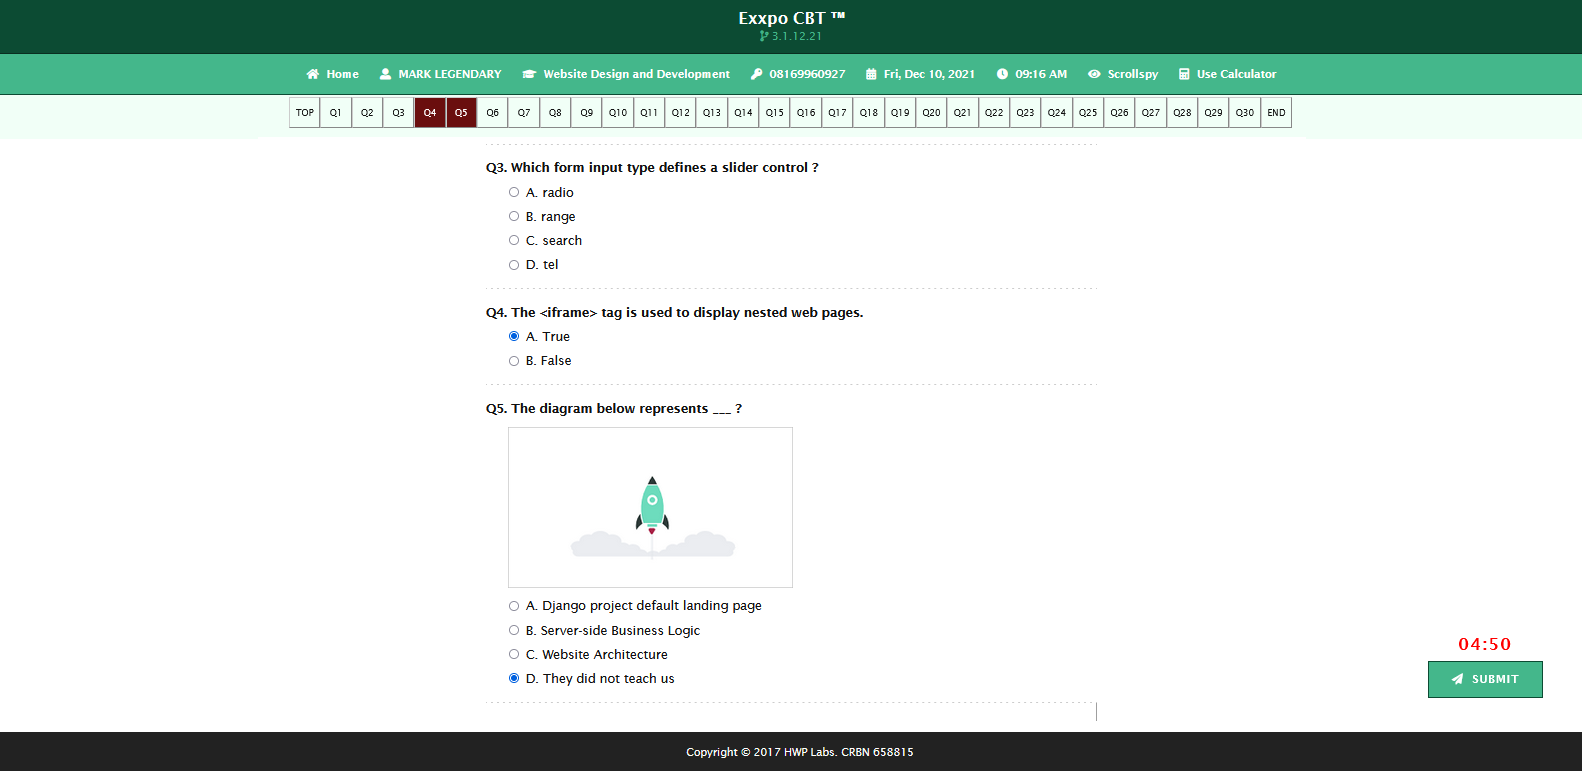 Exxpo CBT ™
3.1.12.21
Home MARK LEGENDARY Website Design and Development 08169960927 Fri, Dec 10, 2021 09:16 AM Scrollspy Use Calculator
TOP Q1 Q2 Q3 Q4 Q5 Q6 Q7 Q8 Q9 Q10 Q11 Q12 Q13 Q14 Q15 Q16 Q17 Q18 Q19 Q20 Q21 Q22 Q23 Q24 Q25 Q26 Q27 Q28 Q29 Q30 END
Q3. Which form input type defines a slider control ?
A. radio
B. range
C. search
D. tel
Q4. The <iframe> tag is used to display nested web pages.
A. True
B. False
Q5. The diagram below represents ___ ?
A. Django project default landing page
B. Server-side Business Logic
C. Website Architecture
D. They did not teach us
04:50
SUBMIT
Copyright © 2017 HWP Labs. CRBN 658815